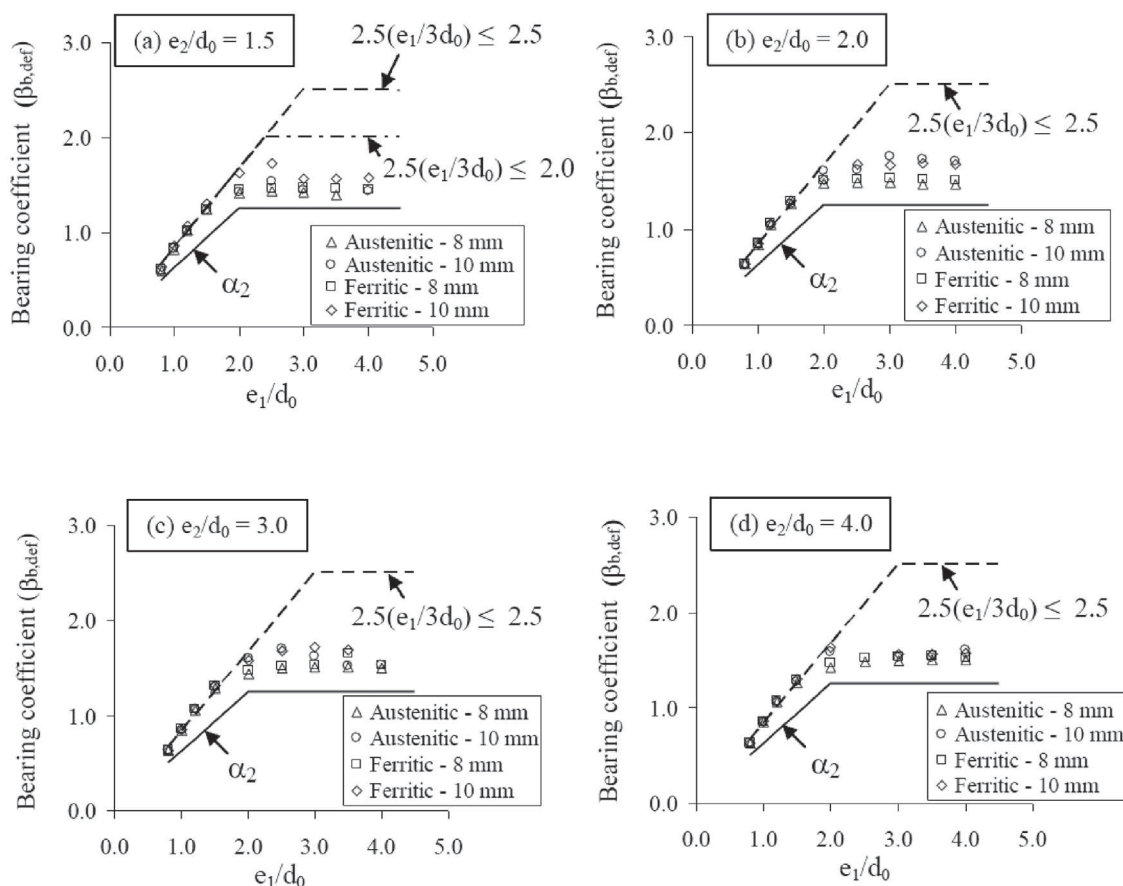 (a) e₂/d₀ = 1.5
2.5(e₁/3d₀) ≤ 2.5
2.5(e₁/3d₀) ≤ 2.0
α₂
Bearing coefficient (β_b,def)
3.0
2.0
1.0
0.0
Austenitic - 8 mm
Austenitic - 10 mm
Ferritic - 8 mm
Ferritic - 10 mm
0.0 1.0 2.0 3.0 4.0 5.0
e₁/d₀
(b) e₂/d₀ = 2.0
2.5(e₁/3d₀) ≤ 2.5
α₂
Bearing coefficient (β_b,def)
3.0
2.0
1.0
0.0
Austenitic - 8 mm
Austenitic - 10 mm
Ferritic - 8 mm
Ferritic - 10 mm
0.0 1.0 2.0 3.0 4.0 5.0
e₁/d₀
(c) e₂/d₀ = 3.0
2.5(e₁/3d₀) ≤ 2.5
α₂
Bearing coefficient (β_b,def)
3.0
2.0
1.0
0.0
Austenitic - 8 mm
Austenitic - 10 mm
Ferritic - 8 mm
Ferritic - 10 mm
0.0 1.0 2.0 3.0 4.0 5.0
e₁/d₀
(d) e₂/d₀ = 4.0
2.5(e₁/3d₀) ≤ 2.5
α₂
Bearing coefficient (β_b,def)
3.0
2.0
1.0
0.0
Austenitic - 8 mm
Austenitic - 10 mm
Ferritic - 8 mm
Ferritic - 10 mm
0.0 1.0 2.0 3.0 4.0 5.0
e₁/d₀